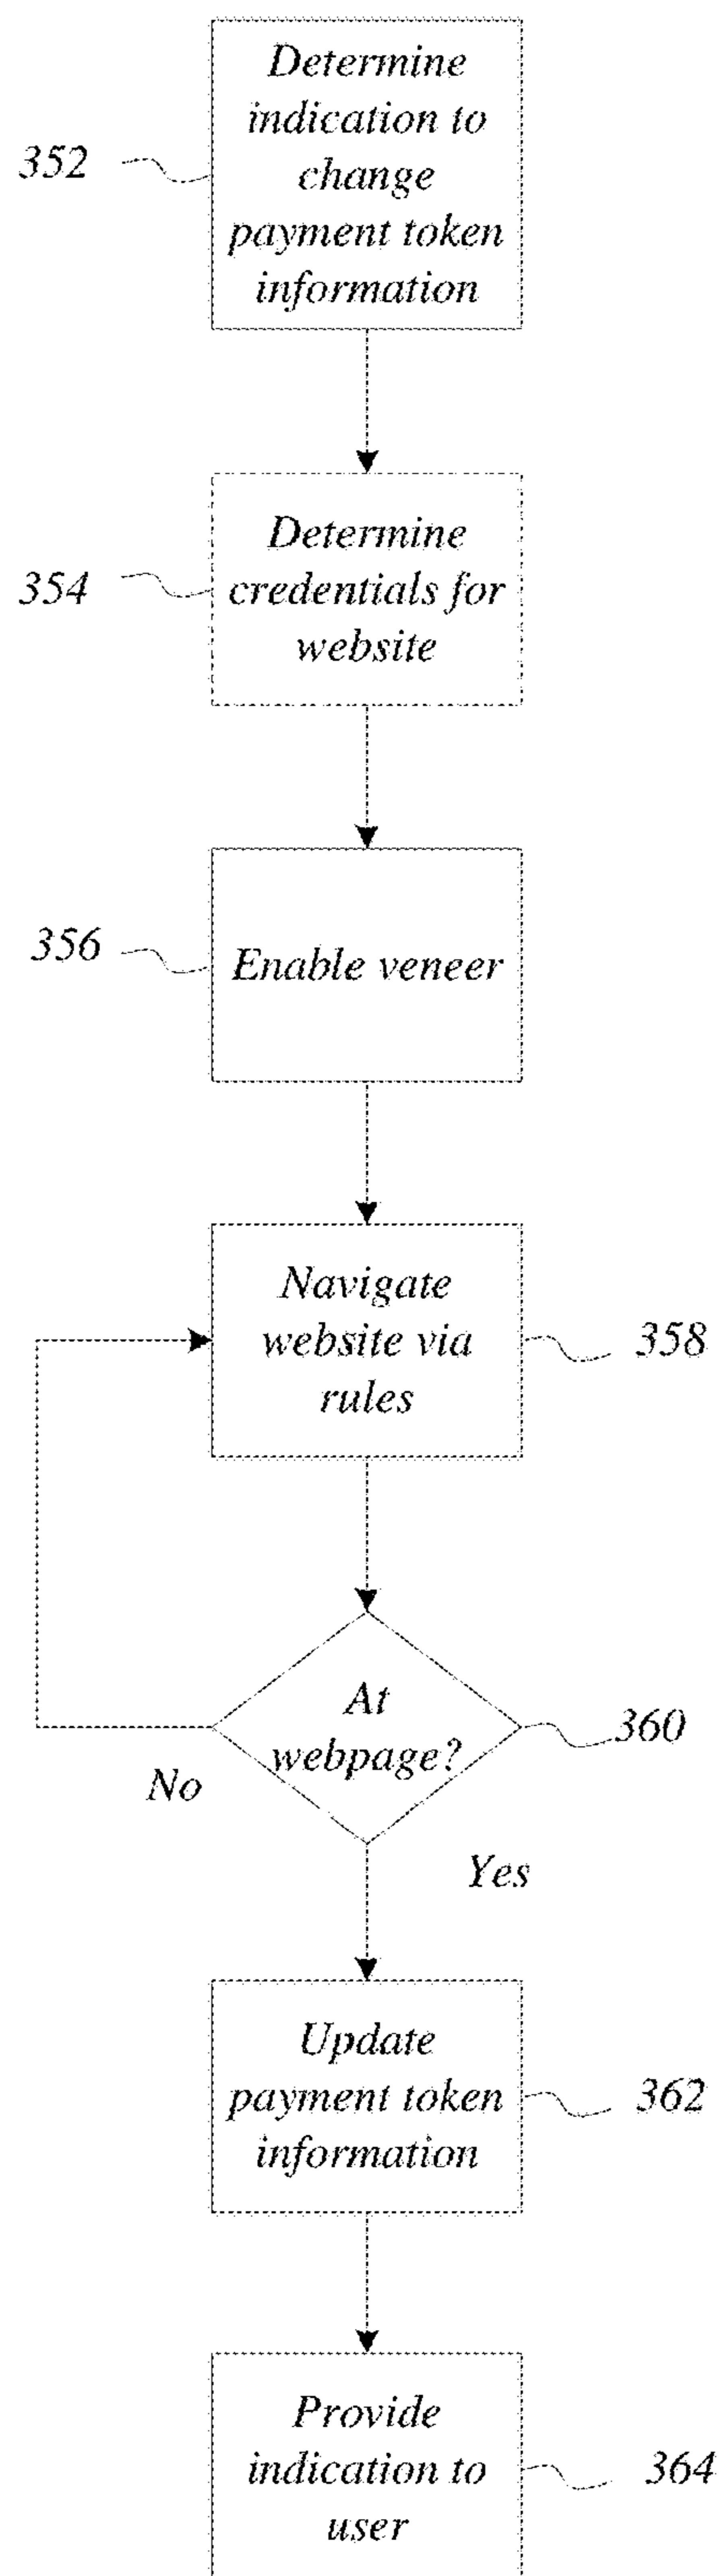 Determine
indication to
change
payment token
information
352
Determine
credentials for
website
354
Enable veneer
356
Navigate
website via
rules
358
At
webpage?
360
No
Yes
Update
payment token
information
362
Provide
indication to
user
364